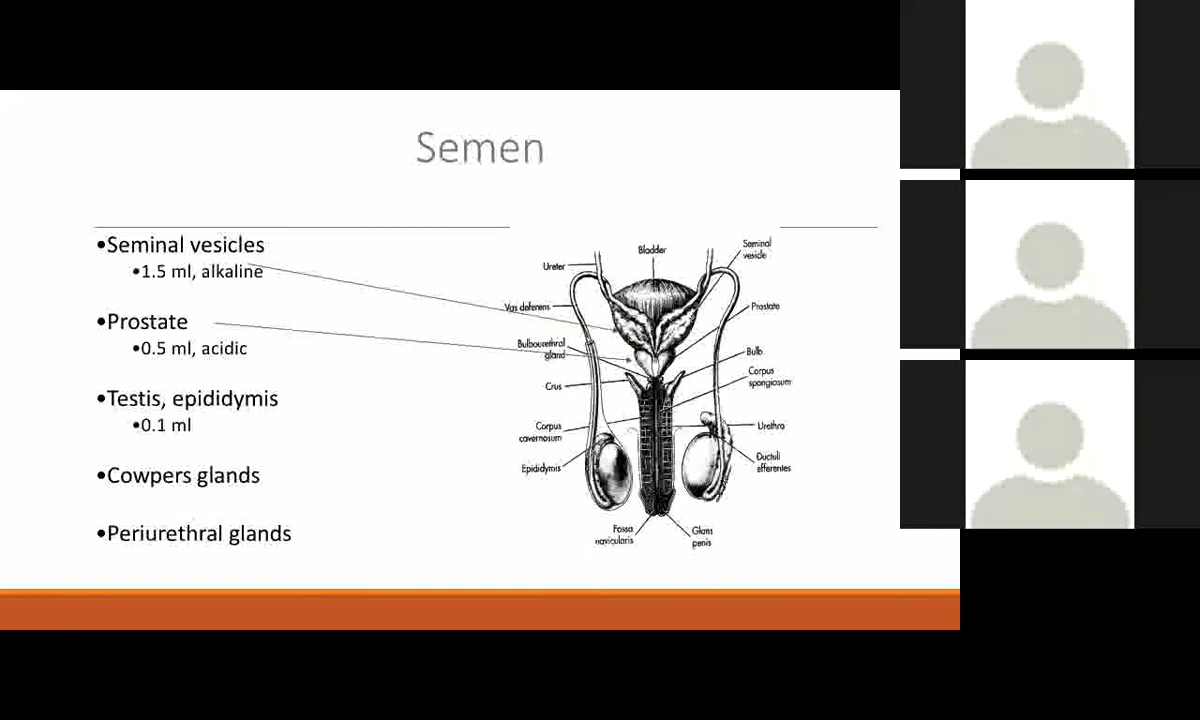 Semen
•Seminal vesicles
•1.5 ml, alkaline
•Prostate
•0.5 ml, acidic
•Testis, epididymis
•0.1 ml
•Cowpers glands
•Periurethral glands
Bladder
Seminal
vesicle
Ureter
Vas deferens
Prostate
Bulbourethral
gland
Bulb
Crus
Corpus
spongiosum
Corpus
cavernosum
Urethra
Epididymis
Ductuli
efferentes
Fossa
navicularis
Glans
penis